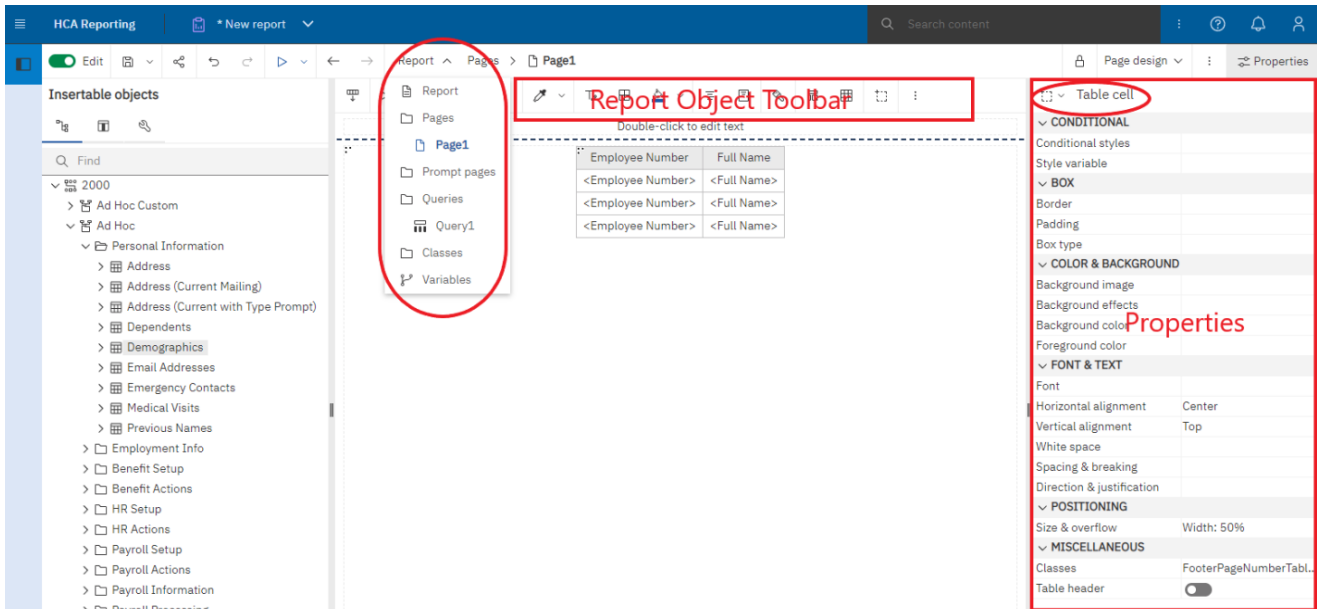 HCA Reporting
* New report
Search content
Edit
Report
Pages
Page1
Page design
Properties
Insertable objects
Find
2000
Ad Hoc Custom
Ad Hoc
Personal Information
Address
Address (Current Mailing)
Address (Current with Type Prompt)
Dependents
Demographics
Email Addresses
Emergency Contacts
Medical Visits
Previous Names
Employment Info
Benefit Setup
Benefit Actions
HR Setup
HR Actions
Payroll Setup
Payroll Actions
Payroll Information
Payroll Processing
Report
Pages
Page1
Prompt pages
Queries
Query1
Classes
Variables
Report Object Toolbar
Double-click to edit text
Employee Number Full Name
<Employee Number> <Full Name>
<Employee Number> <Full Name>
<Employee Number> <Full Name>
Table cell
CONDITIONAL
Conditional styles
Style variable
BOX
Border
Padding
Box type
COLOR & BACKGROUND
Background image
Background effects
Background color
Properties
Foreground color
FONT & TEXT
Font
Horizontal alignment Center
Vertical alignment Top
White space
Spacing & breaking
Direction & justification
POSITIONING
Size & overflow Width: 50%
MISCELLANEOUS
Classes FooterPageNumberTabl..
Table header